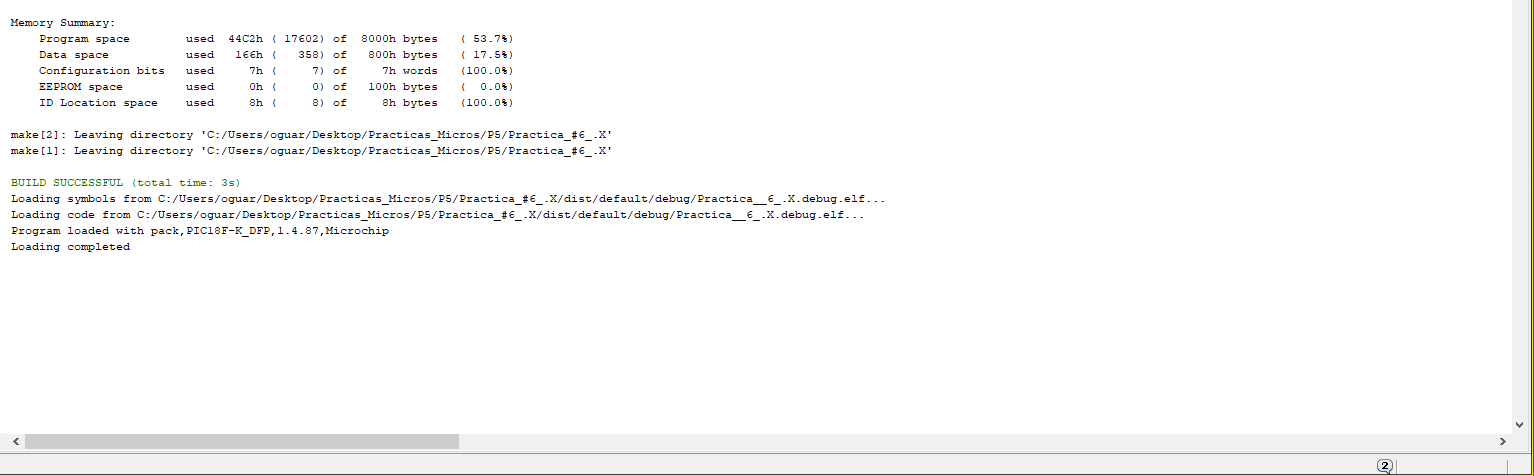 Memory Summary:
    Program space        used  44C2h ( 17602) of  8000h bytes   ( 53.7%)
    Data space           used   166h (   358) of   800h bytes   ( 17.5%)
    Configuration bits   used     7h (     7) of     7h words   (100.0%)
    EEPROM space         used     0h (     0) of   100h bytes   (  0.0%)
    ID Location space    used     8h (     8) of     8h bytes   (100.0%)
make[2]: Leaving directory 'C:/Users/oguar/Desktop/Practicas_Micros/P5/Practica_#6_.X'
make[1]: Leaving directory 'C:/Users/oguar/Desktop/Practicas_Micros/P5/Practica_#6_.X'
BUILD SUCCESSFUL (total time: 3s)
Loading symbols from C:/Users/oguar/Desktop/Practicas_Micros/P5/Practica_#6_.X/dist/default/debug/Practica__6_.X.debug.elf...
Loading code from C:/Users/oguar/Desktop/Practicas_Micros/P5/Practica_#6_.X/dist/default/debug/Practica__6_.X.debug.elf...
Program loaded with pack,PIC18F-K_DFP,1.4.87,Microchip
Loading completed
2